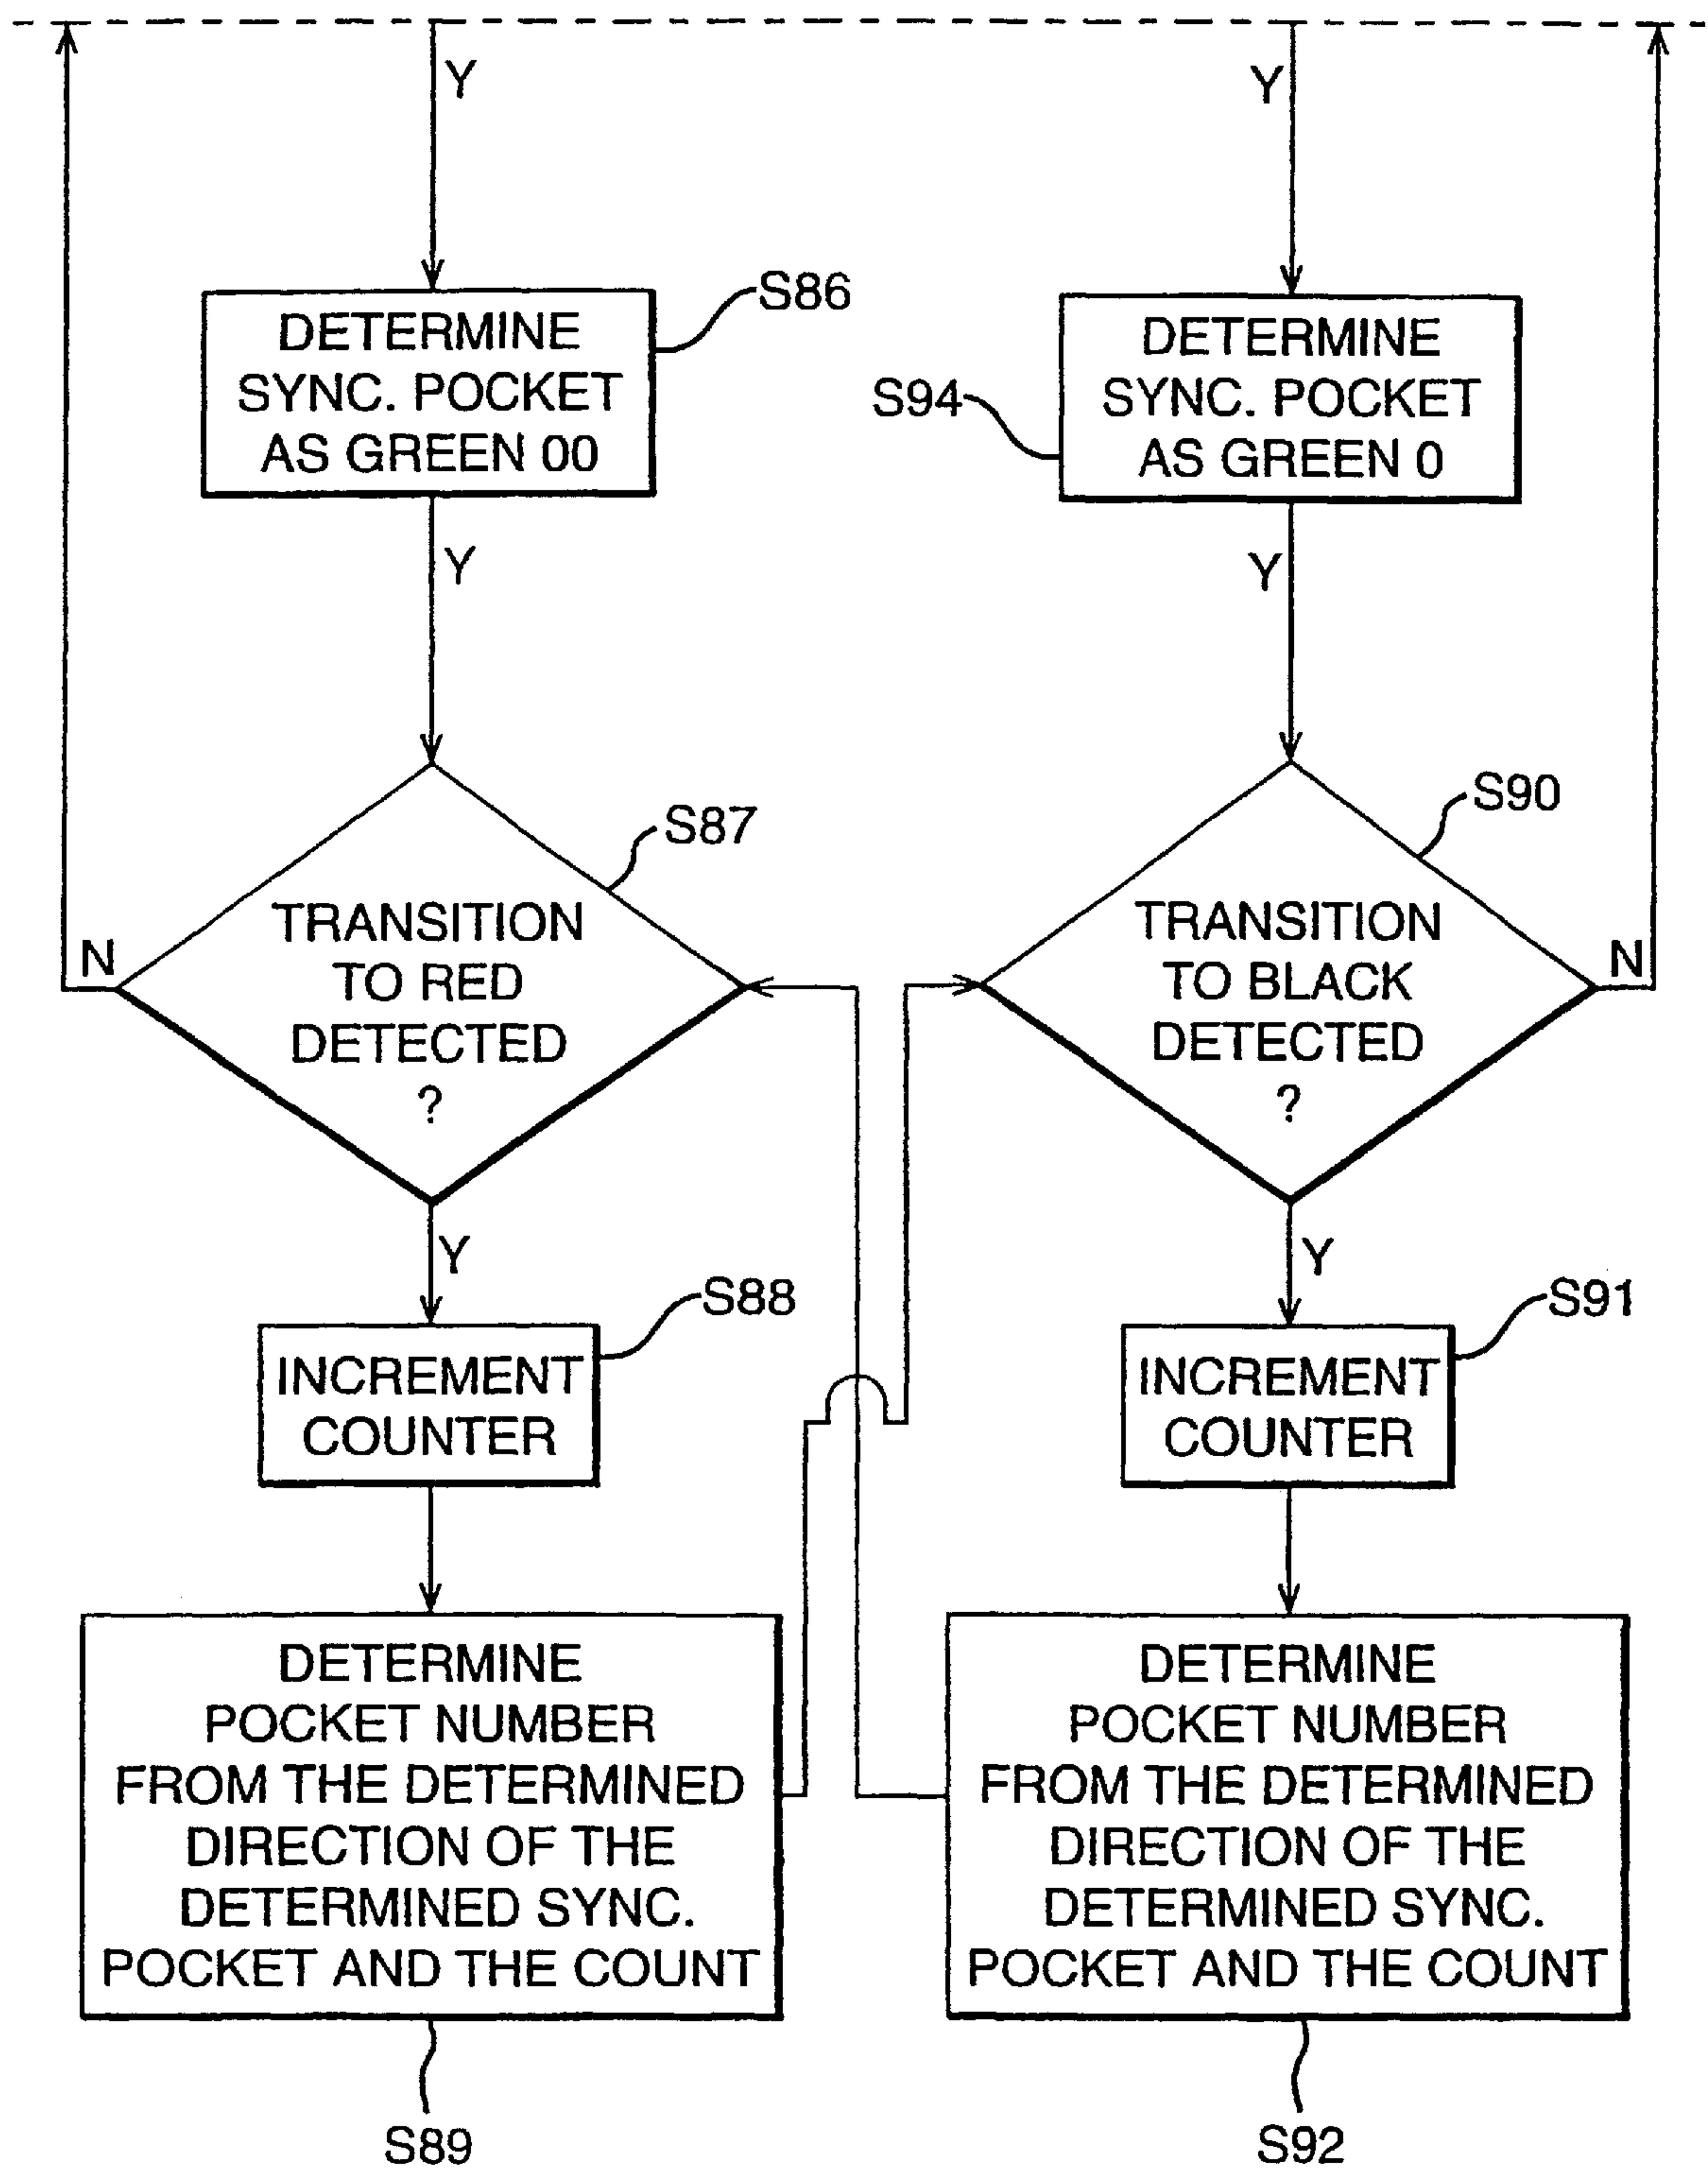 Y
Y
S86
DETERMINE
SYNC. POCKET
AS GREEN 00
S94
DETERMINE
SYNC. POCKET
AS GREEN 0
Y
Y
S87
TRANSITION
TO RED
DETECTED
?
N
S90
TRANSITION
TO BLACK
DETECTED
?
N
Y
Y
S88
INCREMENT
COUNTER
S91
INCREMENT
COUNTER
DETERMINE
POCKET NUMBER
FROM THE DETERMINED
DIRECTION OF THE
DETERMINED SYNC.
POCKET AND THE COUNT
S89
DETERMINE
POCKET NUMBER
FROM THE DETERMINED
DIRECTION OF THE
DETERMINED SYNC.
POCKET AND THE COUNT
S92